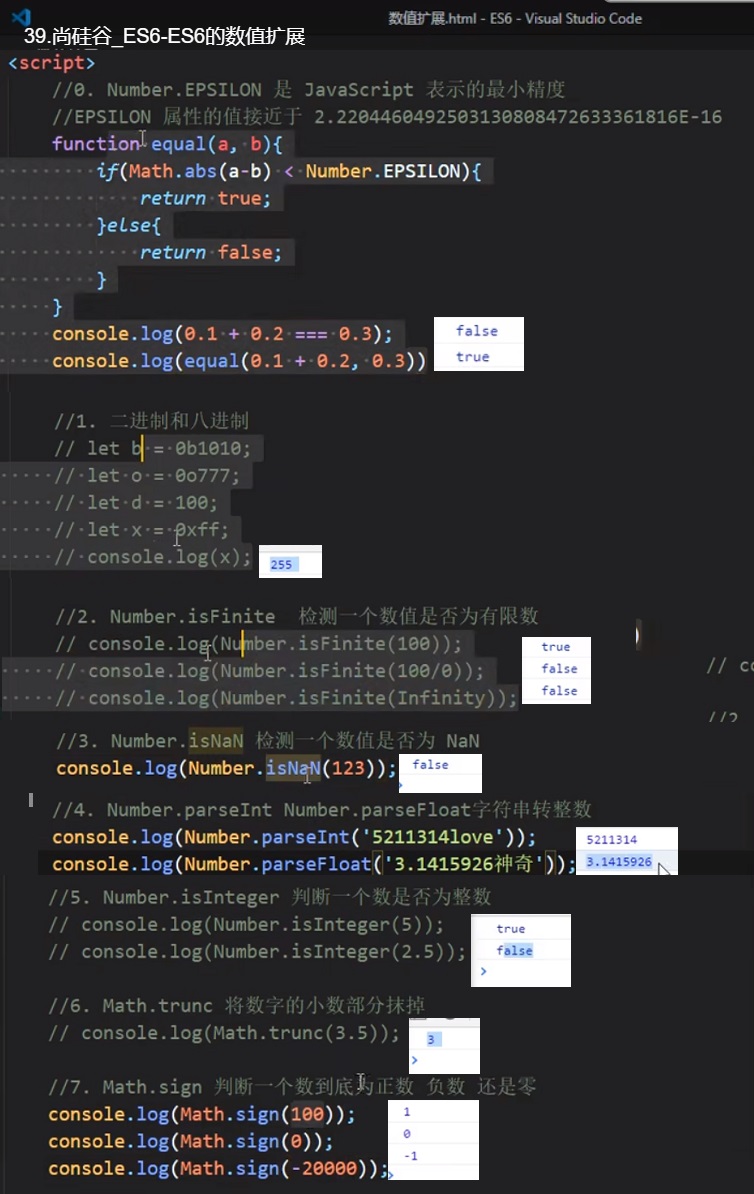 数值扩展.html - ES6 - Visual Studio Code
39.尚硅谷_ES6-ES6的数值扩展
<script>
//0. Number.EPSILON 是 JavaScript 表示的最小精度
//EPSILON 属性的值接近于 2.2204460492503130808472633361816E-16
function equal(a, b){
if(Math.abs(a-b) < Number.EPSILON){
return true;
}else{
return false;
}
}
console.log(0.1 + 0.2 === 0.3);
false
console.log(equal(0.1 + 0.2, 0.3))
true
//1. 二进制和八进制
// let b = 0b1010;
// let o = 0o777;
// let d = 100;
// let x = 0xff;
// console.log(x);
255
//2. Number.isFinite 检测一个数值是否为有限数
// console.log(Number.isFinite(100));
true
// console.log(Number.isFinite(100/0));
false
// co
// console.log(Number.isFinite(Infinity));
false
//2
//3. Number.isNaN 检测一个数值是否为 NaN
console.log(Number.isNaN(123));
false
//4. Number.parseInt Number.parseFloat字符串转整数
console.log(Number.parseInt('5211314love'));
5211314
console.log(Number.parseFloat('3.1415926神奇'));
3.1415926
//5. Number.isInteger 判断一个数是否为整数
// console.log(Number.isInteger(5));
true
// console.log(Number.isInteger(2.5));
false
>
//6. Math.trunc 将数字的小数部分抹掉
// console.log(Math.trunc(3.5));
3
>
//7. Math.sign 判断一个数到底为正数 负数 还是零
console.log(Math.sign(100));
1
console.log(Math.sign(0));
0
console.log(Math.sign(-20000));
-1